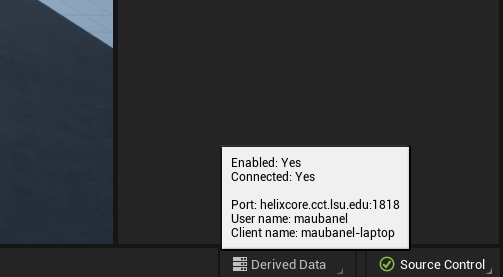 Enabled: Yes
Connected: Yes
Port: helixcore.cct.lsu.edu:1818
User name: maubanel
Client name: maubanel-laptop
Derived Data
Source Control